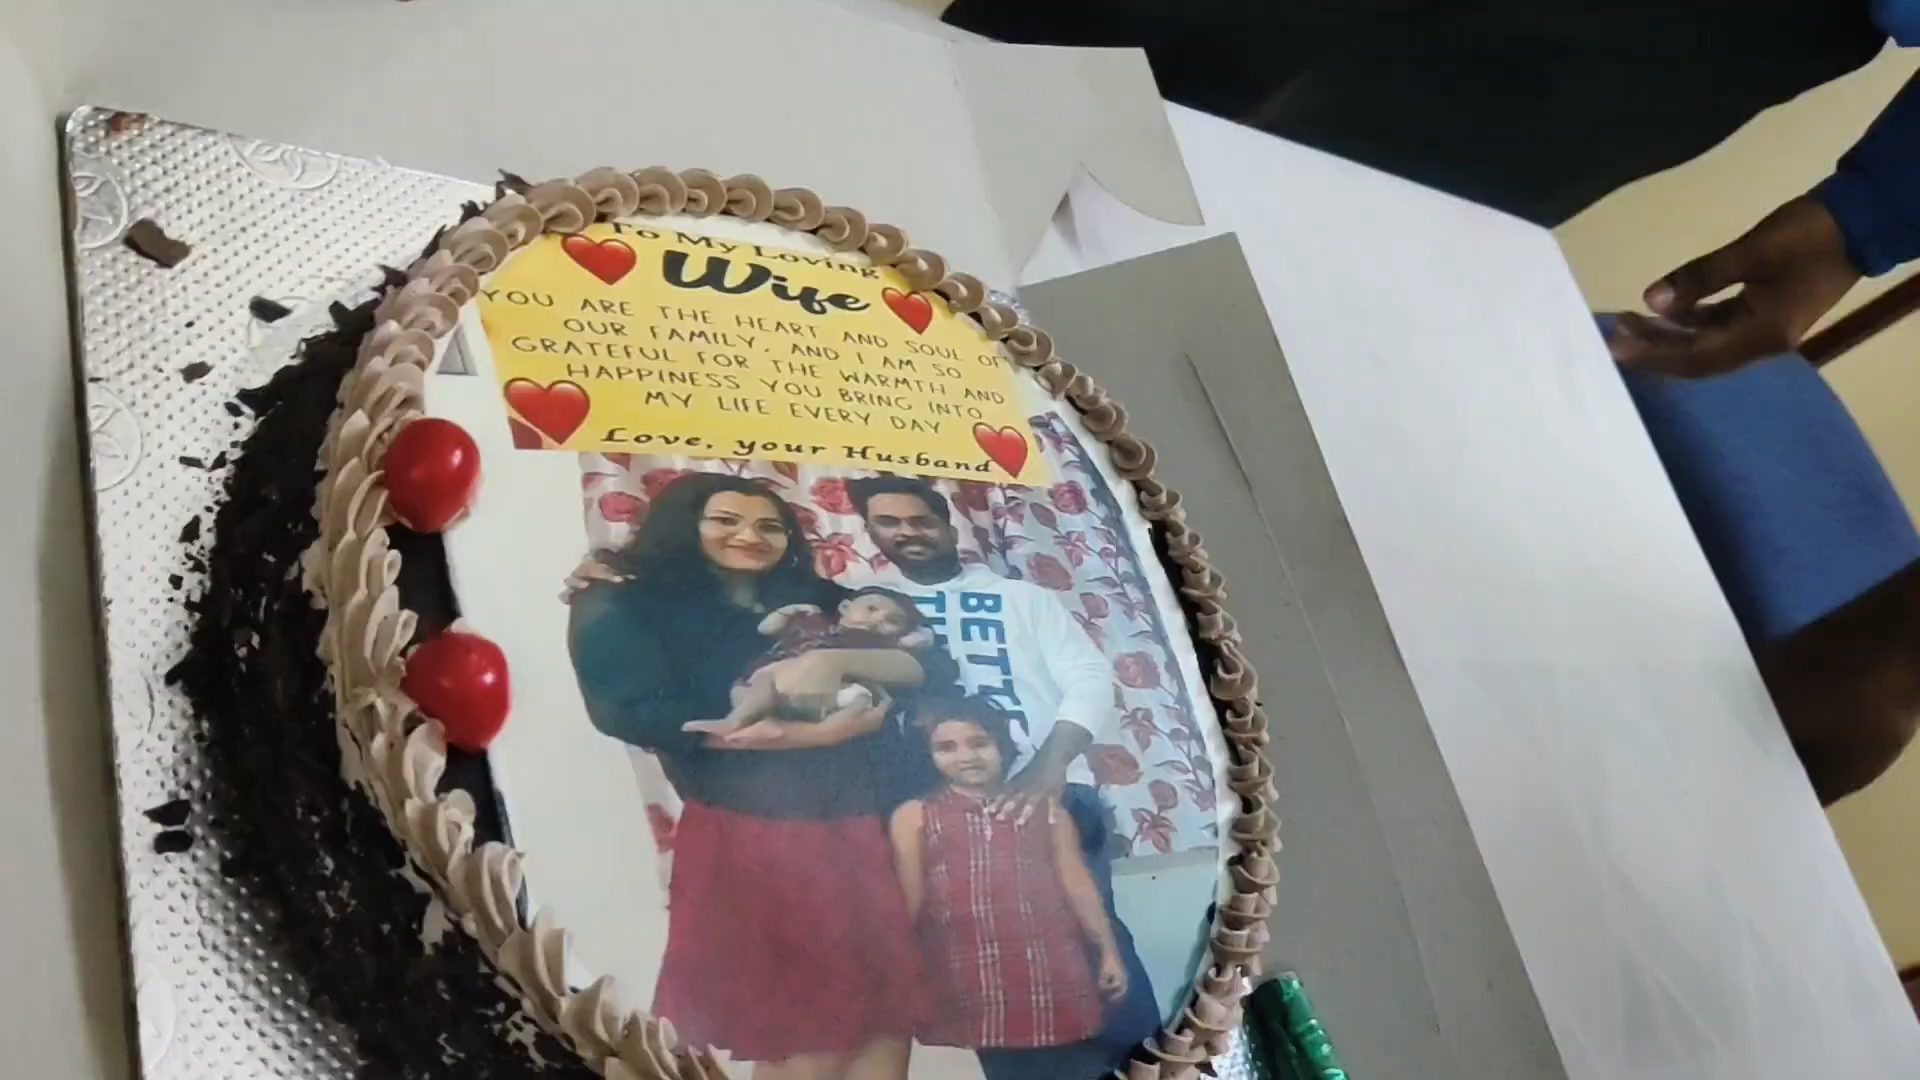 To My Loving
Wife
YOU ARE THE HEART AND SOUL OF
OUR FAMILY, AND I AM SO
GRATEFUL FOR THE WARMTH AND
HAPPINESS YOU BRING INTO
MY LIFE EVERY DAY
Love, your Husband
BETTE